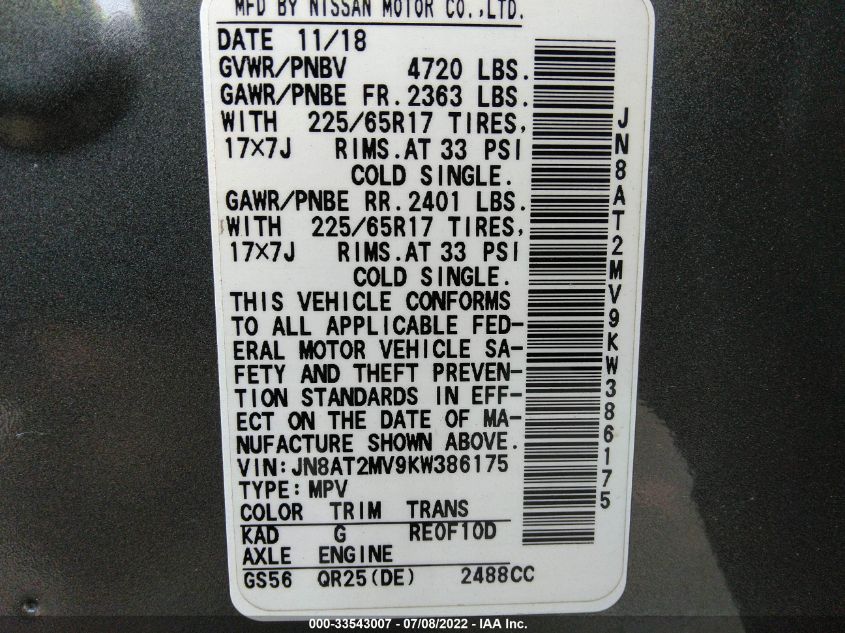 MFD BY NISSAN MOTOR CO.,LTD.
DATE 11/18
GVWR/PNBV 4720 LBS.
GAWR/PNBE FR.2363 LBS.
WITH 225/65R17 TIRES,
17×7J RIMS.AT 33 PSI
COLD SINGLE.
GAWR/PNBE RR.2401 LBS.
WITH 225/65R17 TIRES,
17×7J RIMS.AT 33 PSI
COLD SINGLE.
THIS VEHICLE CONFORMS
TO ALL APPLICABLE FED-
ERAL MOTOR VEHICLE SA-
FETY AND THEFT PREVEN-
TION STANDARDS IN EFF-
ECT ON THE DATE OF MA-
NUFACTURE SHOWN ABOVE.
VIN:JN8AT2MV9KW386175
TYPE:MPV
COLOR TRIM TRANS
KAD G RE0F10D
AXLE ENGINE
GS56 QR25(DE) 2488CC
JN8AT2MV9KW386175
000-33543007 / 07/08/2022 - IAA Inc.